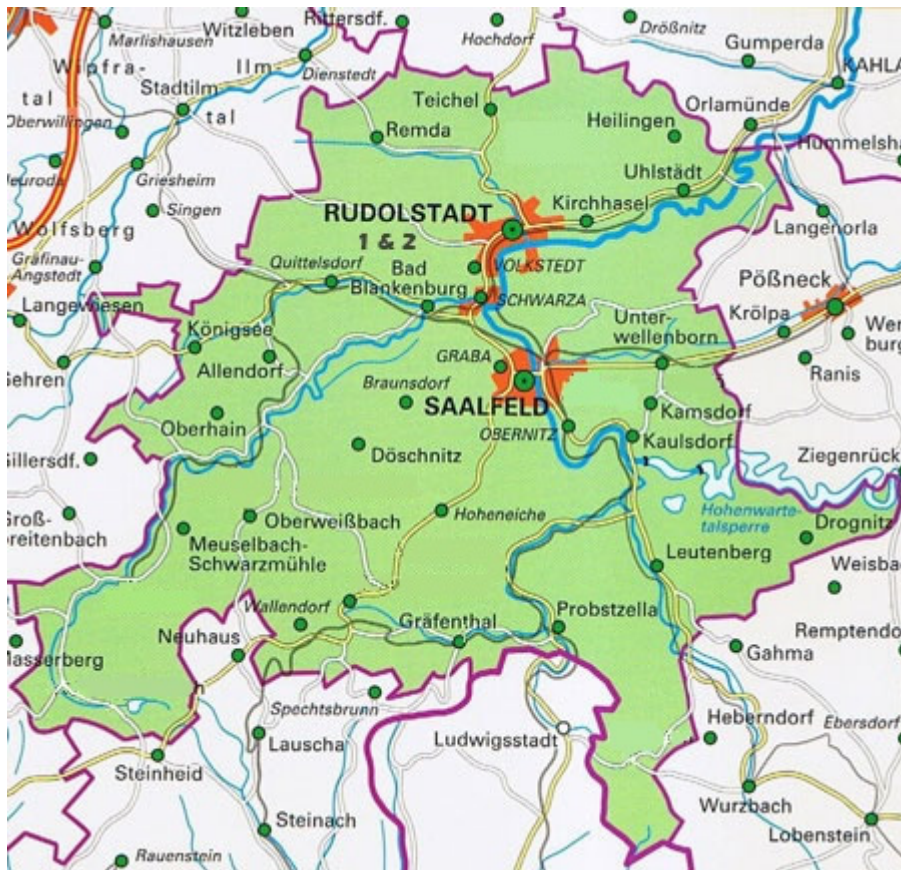 Rittersdf.
Witzleben
Marlishausen
Hochdorf
Drößnitz
Gumperda
Wipfra-
Ilm-
Dienstedt
KAHLA
tal
Stadtilm
tal
Teichel
Orlamünde
Oberwillingen
Remda
Heilingen
Hummelsha
Neuroda
Griesheim
Uhlstädt
Singen
Kirchhasel
RUDOLSTADT
1 & 2
Wolfsberg
Langenorla
Gräfinau-
Angstedt
Quittelsdorf
Bad
Blankenburg
VOLKSTEDT
Pößneck
Langewiesen
SCHWARZA
Unter-
wellenborn
Krölpa
Königsee
Wern
burg
Gehren
Allendorf
GRABA
Ranis
Braunsdorf
SAALFELD
Kamsdorf
Oberhain
OBERNITZ
Kaulsdorf
Gillersdf.
Döschnitz
Ziegenrück
Groß-
breitenbach
Oberweißbach
Hoheneiche
Hohenwarte-
talsperre
Drognitz
Meuselbach-
Schwarzmühle
Leutenberg
Weisba
Wallendorf
Gräfenthal
Probstzella
Neuhaus
Remptendo
Masserberg
Gahma
Spechtsbrunn
Heberndorf
Ebersdorf
Lauscha
Ludwigsstadt
Steinheid
Wurzbach
Steinach
Lobenstein
Rauenstein